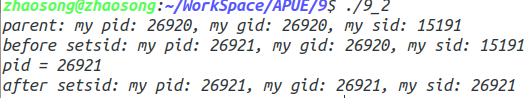 zhaosong@zhaosong:~/WorkSpace/APUE/9$ ./9_2
parent: my pid: 26920, my gid: 26920, my sid: 15191
before setsid: my pid: 26921, my gid: 26920, my sid: 15191
pid = 26921
after setsid: my pid: 26921, my gid: 26921, my sid: 26921